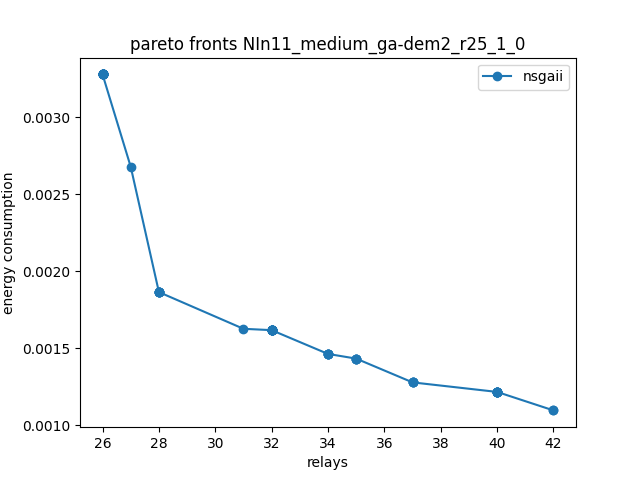 pareto fronts NIn11_medium_ga-dem2_r25_1_0
nsgaii
energy consumption
0.0030
0.0025
0.0020
0.0015
0.0010
26 28 30 32 34 36 38 40 42
relays